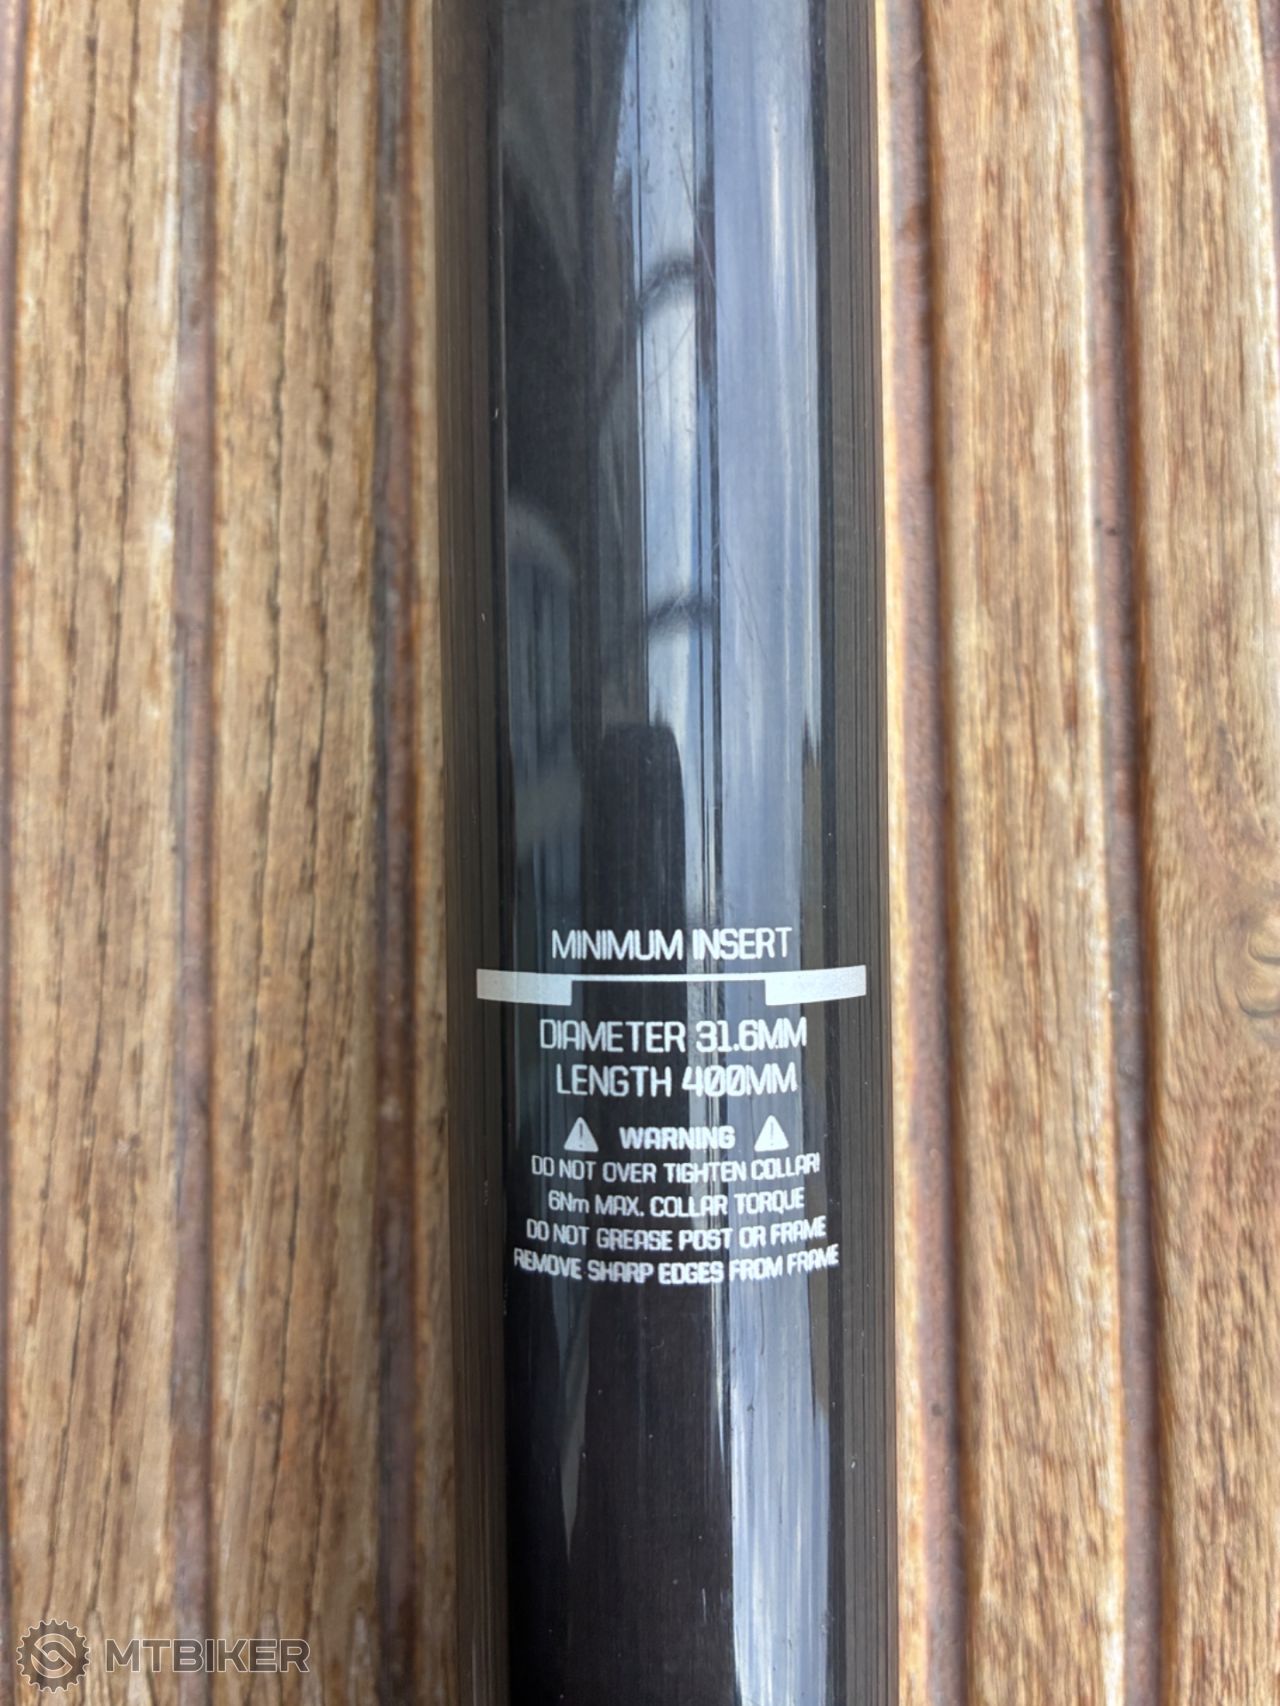 MINIMUM INSERT
DIAMETER 31.6MM
LENGTH 400MM
WARNING
DO NOT OVER TIGHTEN COLLAR!
6Nm MAX. COLLAR TORQUE
DO NOT GREASE POST OR FRAME
REMOVE SHARP EDGES FROM FRAME
MTBIKER